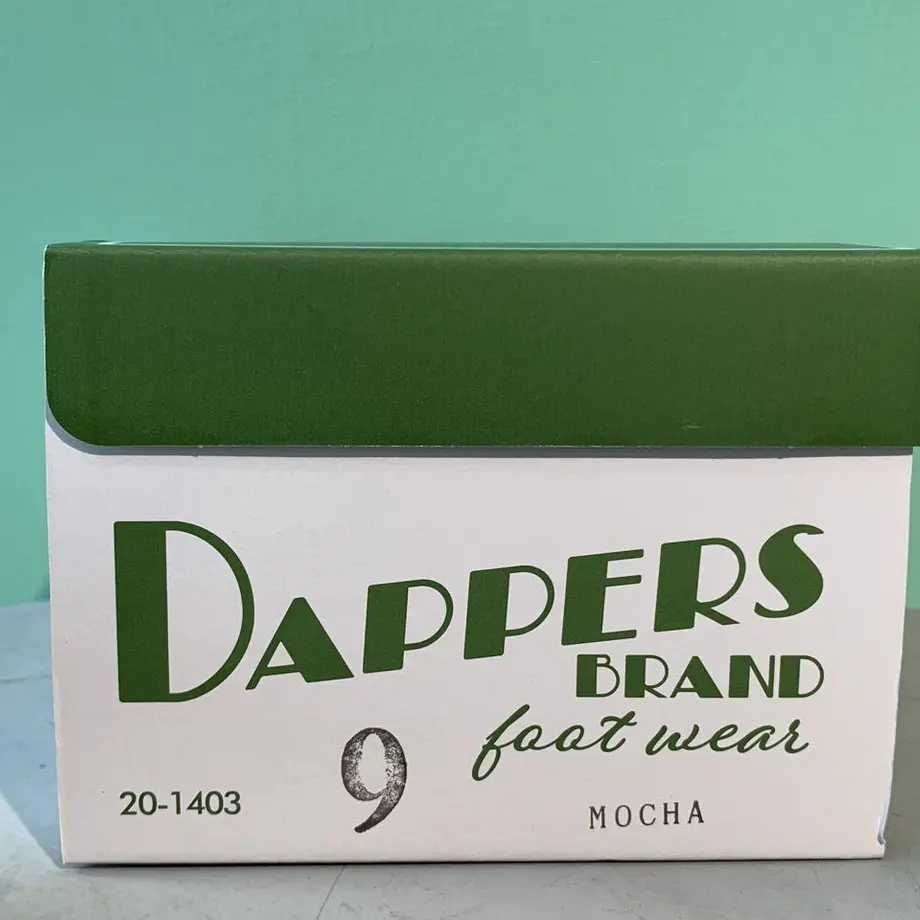 DAPPERS
BRAND
foot wear
9
20-1403
MOCHA